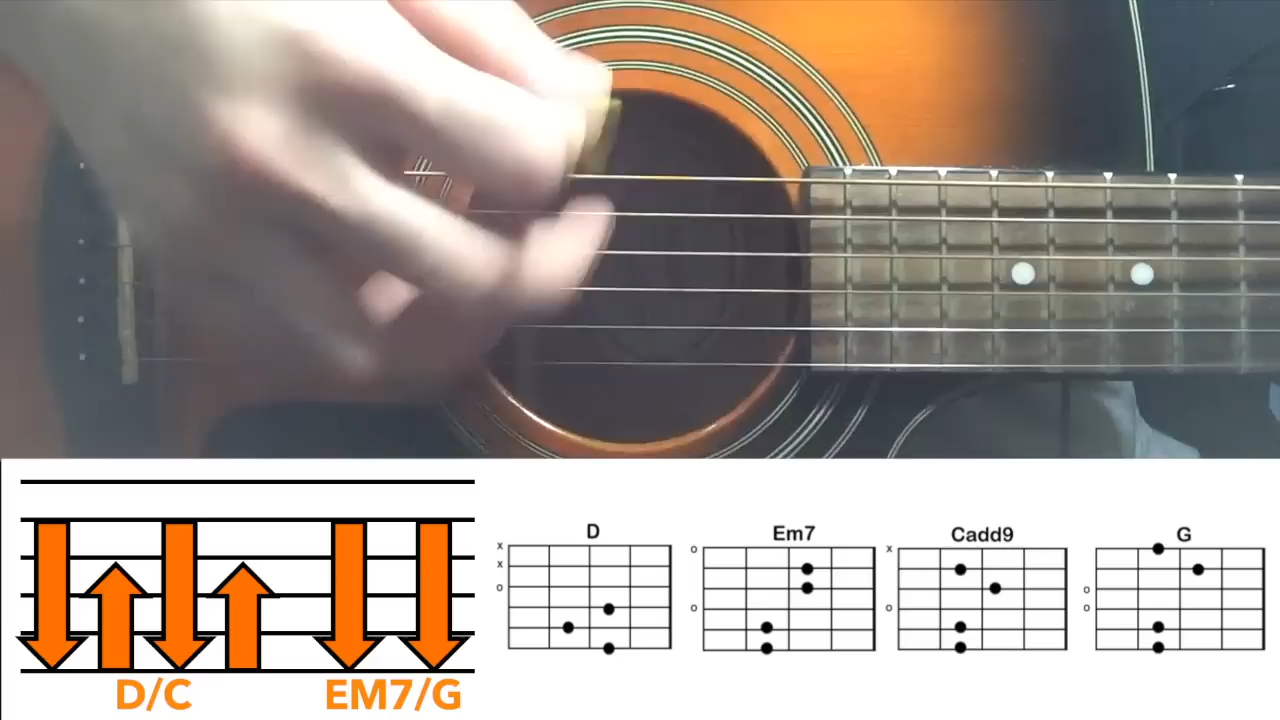 D Em7 Cadd9 G
x o x
x
o o o o
o
D/C EM7/G